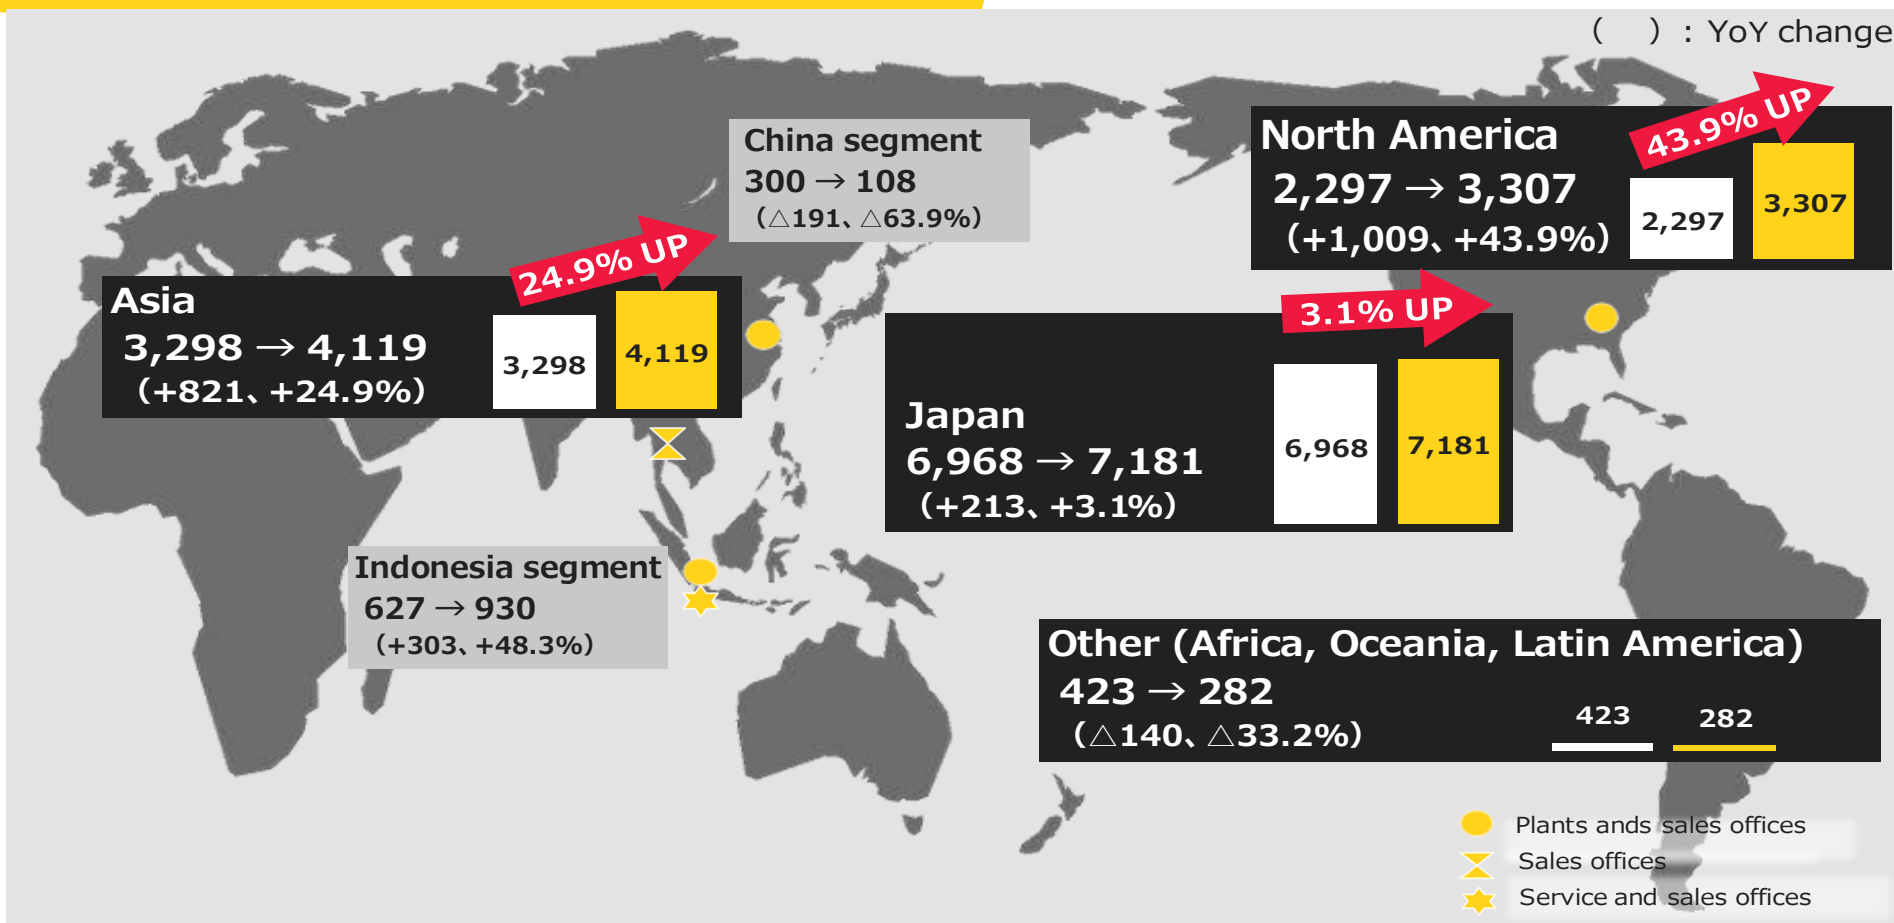 （　）: YoY change
China segment
300 → 108
（△191、△63.9%）
North America
2,297 → 3,307
（+1,009、+43.9%）
43.9% UP
2,297
3,307
Asia
3,298 → 4,119
（+821、+24.9%）
24.9% UP
3,298
4,119
Japan
6,968 → 7,181
（+213、+3.1%）
3.1% UP
6,968
7,181
Indonesia segment
627 → 930
（+303、+48.3%）
Other (Africa, Oceania, Latin America)
423 → 282
（△140、△33.2%）
423
282
Plants ands sales offices
Sales offices
Service and sales offices